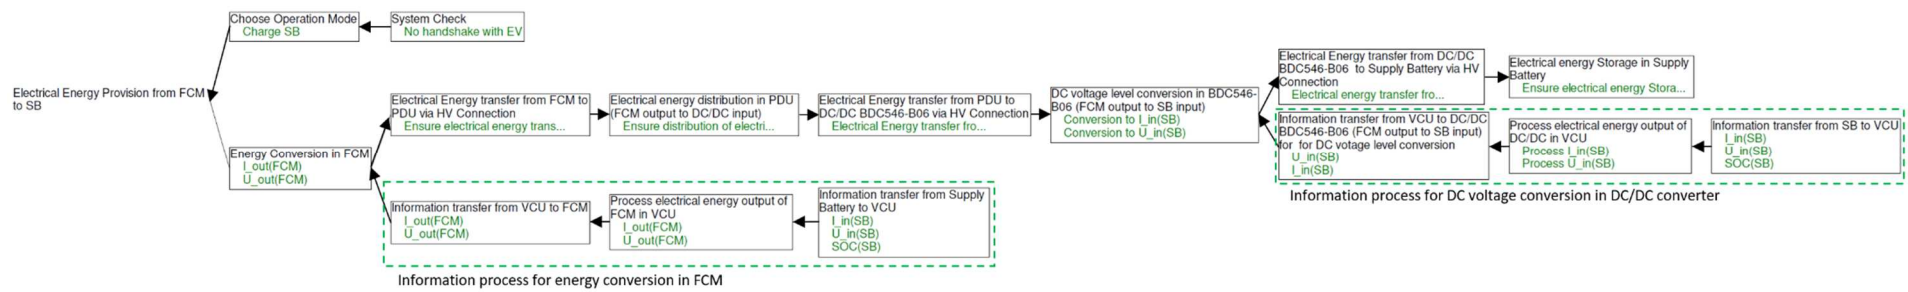 Electrical Energy Provision from FCM
to SB
Choose Operation Mode
Charge SB
System Check
No handshake with EV
Energy Conversion in FCM
I_out(FCM)
U_out(FCM)
Electrical Energy transfer from FCM to
PDU via HV Connection
Ensure electrical energy trans...
Electrical energy distribution in PDU
(FCM output to DC/DC input)
Ensure distribution of electri...
Electrical Energy transfer from PDU to
DC/DC BDC546-B06 via HV Connection
Electrical Energy transfer fro...
DC voltage level conversion in BDC546-
B06 (FCM output to SB input)
Conversion to I_in(SB)
Conversion to U_in(SB)
Electrical Energy transfer from DC/DC
BDC546-B06 to Supply Battery via HV
Connection
Electrical energy transfer fro...
Electrical energy Storage in Supply
Battery
Ensure electrical energy Stora...
Information transfer from VCU to DC/DC
BDC546-B06 (FCM output to SB input)
for for DC votage level conversion
U_in(SB)
I_in(SB)
Process electrical energy output of
DC/DC in VCU
Process I_in(SB)
Process U_in(SB)
Information transfer from SB to VCU
I_in(SB)
U_in(SB)
SOC(SB)
Information process for DC voltage conversion in DC/DC converter
Information transfer from VCU to FCM
I_out(FCM)
U_out(FCM)
Process electrical energy output of
FCM in VCU
I_out(FCM)
U_out(FCM)
Information transfer from Supply
Battery to VCU
I_in(SB)
U_in(SB)
SOC(SB)
Information process for energy conversion in FCM